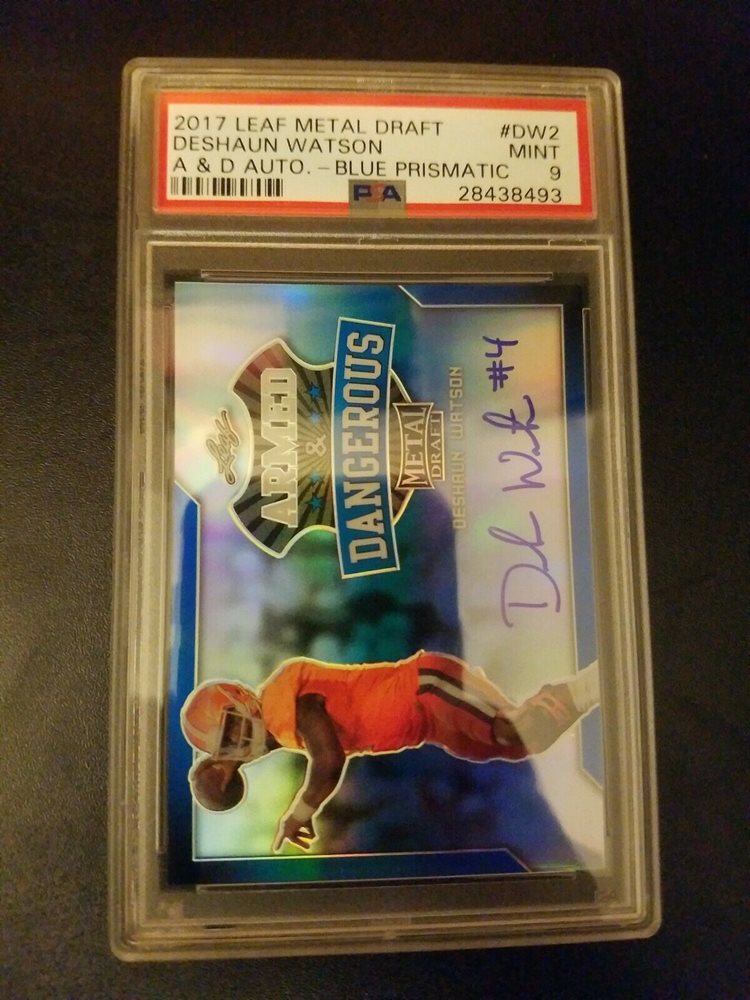 2017 LEAF METAL DRAFT #DW2
DESHAUN WATSON MINT
A & D AUTO. - BLUE PRISMATIC 9
PSA 28438493
Leaf
ARMED
&
DANGEROUS
METAL
DRAFT
DESHAUN WATSON
#4